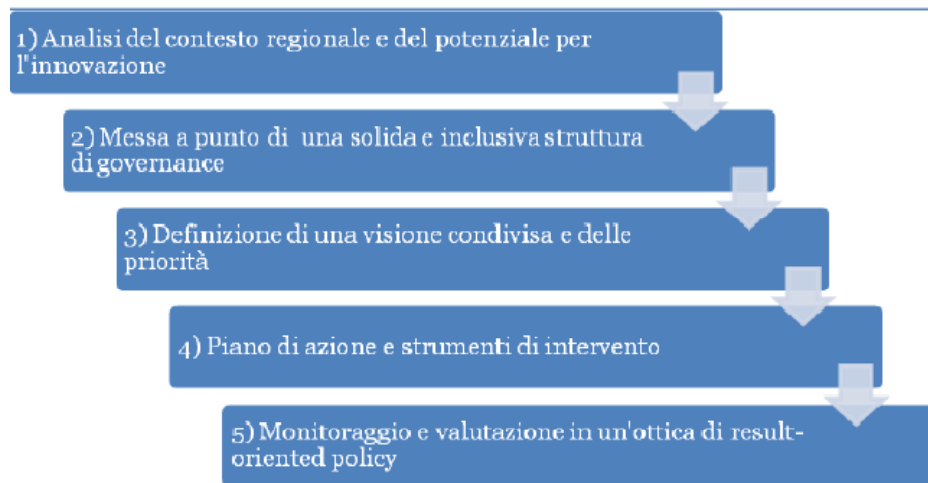 1) Analisi del contesto regionale e del potenziale per
l'innovazione
2) Messa a punto di una solida e inclusiva struttura
di governance
3) Definizione di una visione condivisa e delle
priorità
4) Piano di azione e strumenti di intervento
5) Monitoraggio e valutazione in un'ottica di result-
oriented policy